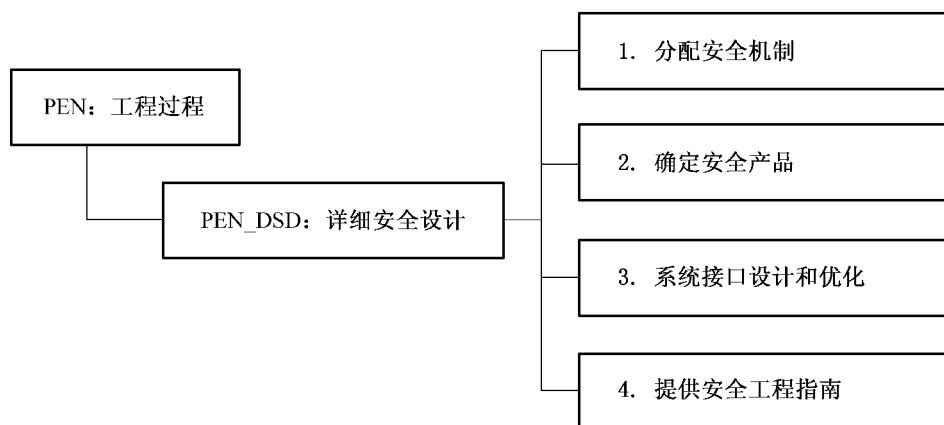 PEN：工程过程
PEN_DSD：详细安全设计
1. 分配安全机制
2. 确定安全产品
3. 系统接口设计和优化
4. 提供安全工程指南